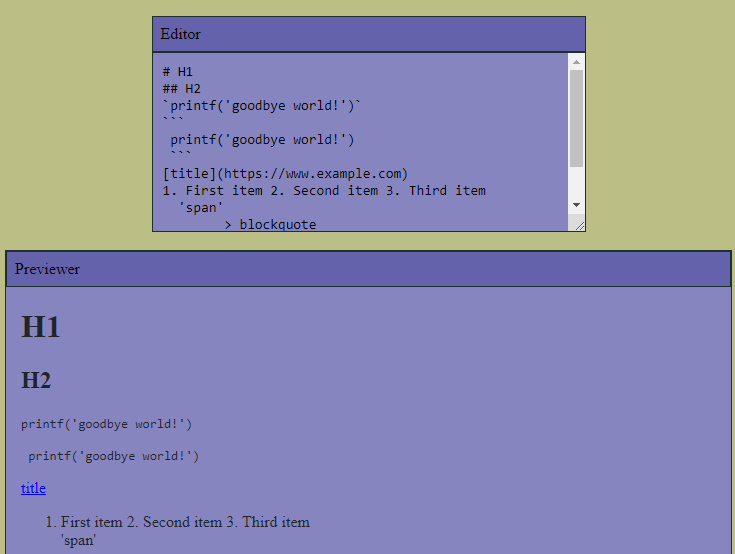 Editor
# H1
## H2
`printf('goodbye world!')`
```
 printf('goodbye world!')
 ```
[title](https://www.example.com)
1. First item 2. Second item 3. Third item
  'span'
        > blockquote
Previewer
H1
H2
printf('goodbye world!')
 printf('goodbye world!')
title
1. First item 2. Second item 3. Third item
'span'